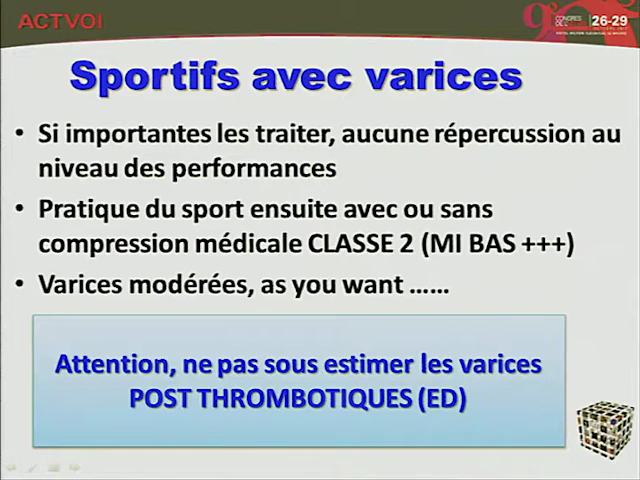 ACTVOI
CONGRES
26-29
Sportifs avec varices
• Si importantes les traiter, aucune répercussion au
niveau des performances
• Pratique du sport ensuite avec ou sans
compression médicale CLASSE 2 (MI BAS +++)
• Varices modérées, as you want ......
Attention, ne pas sous estimer les varices
POST THROMBOTIQUES (ED)